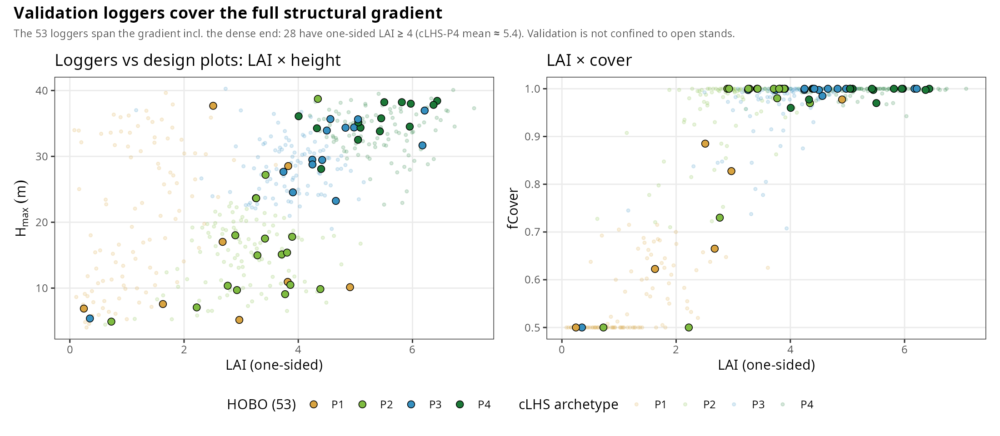 Validation loggers cover the full structural gradient
The 53 loggers span the gradient incl. the dense end: 28 have one-sided LAI ≥ 4 (cLHS-P4 mean ≈ 5.4). Validation is not confined to open stands.
Loggers vs design plots: LAI × height
40
30
20
10
Hmax (m)
0 2 4 6
LAI (one-sided)
LAI × cover
1.0
0.9
0.8
0.7
0.6
0.5
fCover
0 2 4 6
LAI (one-sided)
HOBO (53) P1 P2 P3 P4 cLHS archetype P1 P2 P3 P4